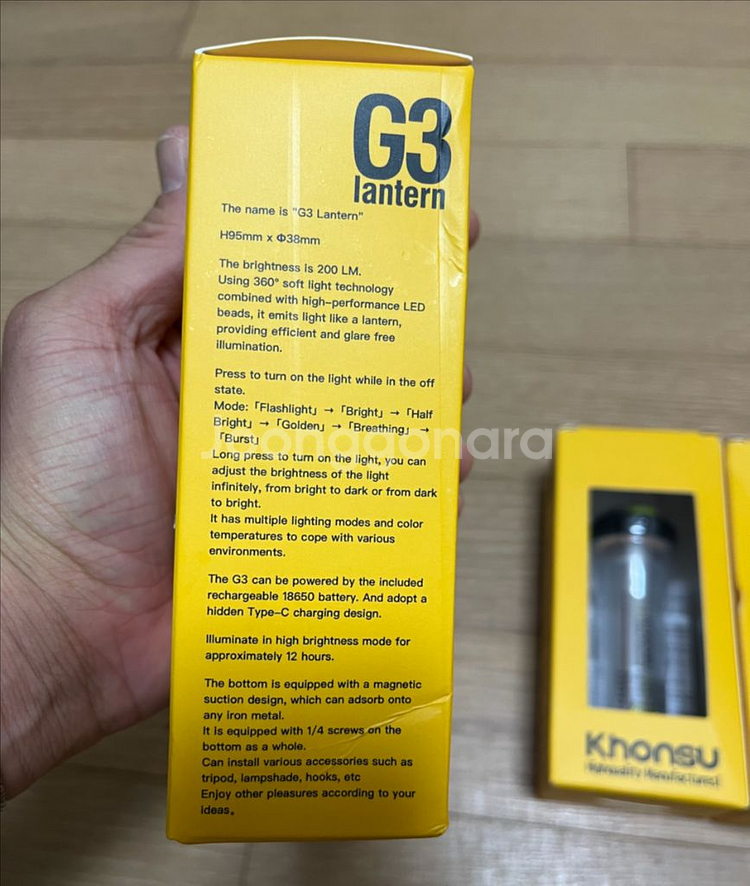 G3
lantern
The name is "G3 Lantern"
H95mm x Φ38mm
The brightness is 200 LM.
Using 360° soft light technology
combined with high-performance LED
beads, it emits light like a lantern,
providing efficient and glare free
illumination.
Press to turn on the light while in the off
state.
Mode:「Flashlight」 → 「Bright」 → 「Half
Bright」 → 「Golden」 → 「Breathing」 →
「Burst」
Long press to turn on the light, you can
adjust the brightness of the light
infinitely, from bright to dark or from dark
to bright.
It has multiple lighting modes and color
temperatures to cope with various
environments.
The G3 can be powered by the included
rechargeable 18650 battery. And adopt a
hidden Type-C charging design.
Illuminate in high brightness mode for
approximately 12 hours.
The bottom is equipped with a magnetic
suction design, which can adsorb onto
any iron metal.
It is equipped with 1/4 screws on the
bottom as a whole.
Can install various accessories such as
tripod, lampshade, hooks, etc
Enjoy other pleasures according to your
ideas。
Joonggonara
Khonsu